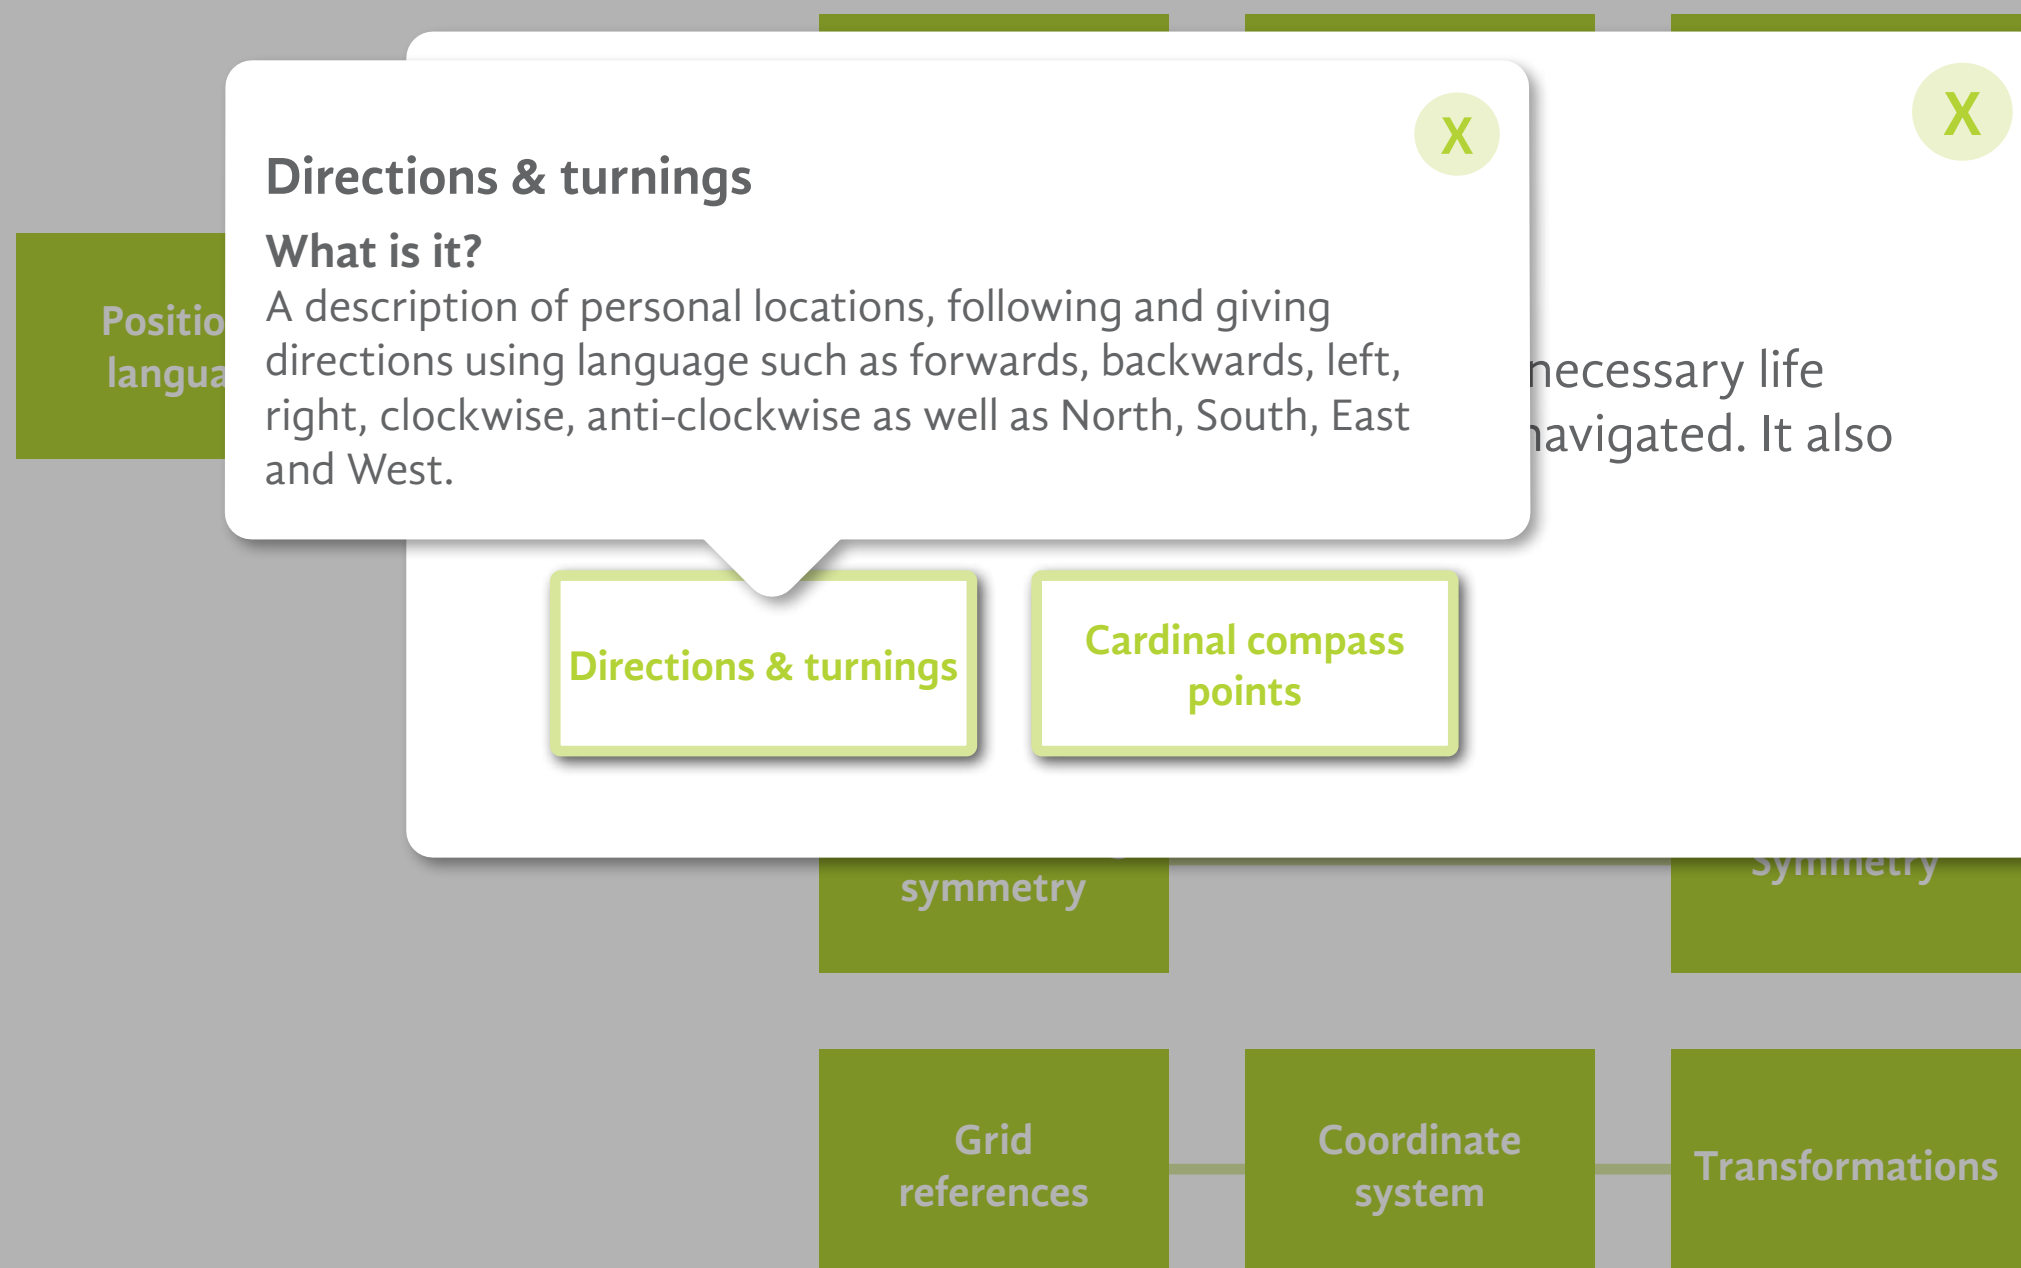 X
X
Directions & turnings
What is it?
A description of personal locations, following and giving
directions using language such as forwards, backwards, left,
right, clockwise, anti-clockwise as well as North, South, East
and West.
necessary life
navigated. It also
Directions & turnings
Cardinal compass
points
symmetry
Symmetry
Grid
references
Coordinate
system
Transformations